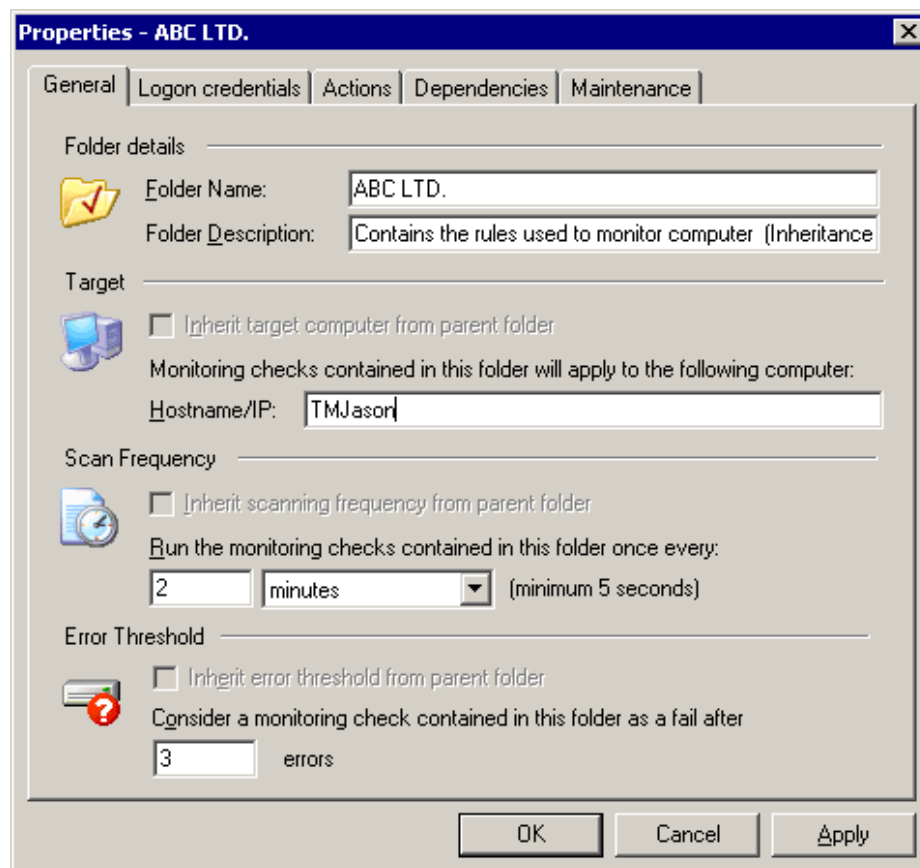 Properties - ABC LTD.
General Logon credentials Actions Dependencies Maintenance
Folder details
Folder Name: ABC LTD.
Folder Description: Contains the rules used to monitor computer (Inheritance
Target
Inherit target computer from parent folder
Monitoring checks contained in this folder will apply to the following computer:
Hostname/IP: TMJason
Scan Frequency
Inherit scanning frequency from parent folder
Run the monitoring checks contained in this folder once every:
2 minutes (minimum 5 seconds)
Error Threshold
Inherit error threshold from parent folder
Consider a monitoring check contained in this folder as a fail after
3 errors
OK Cancel Apply